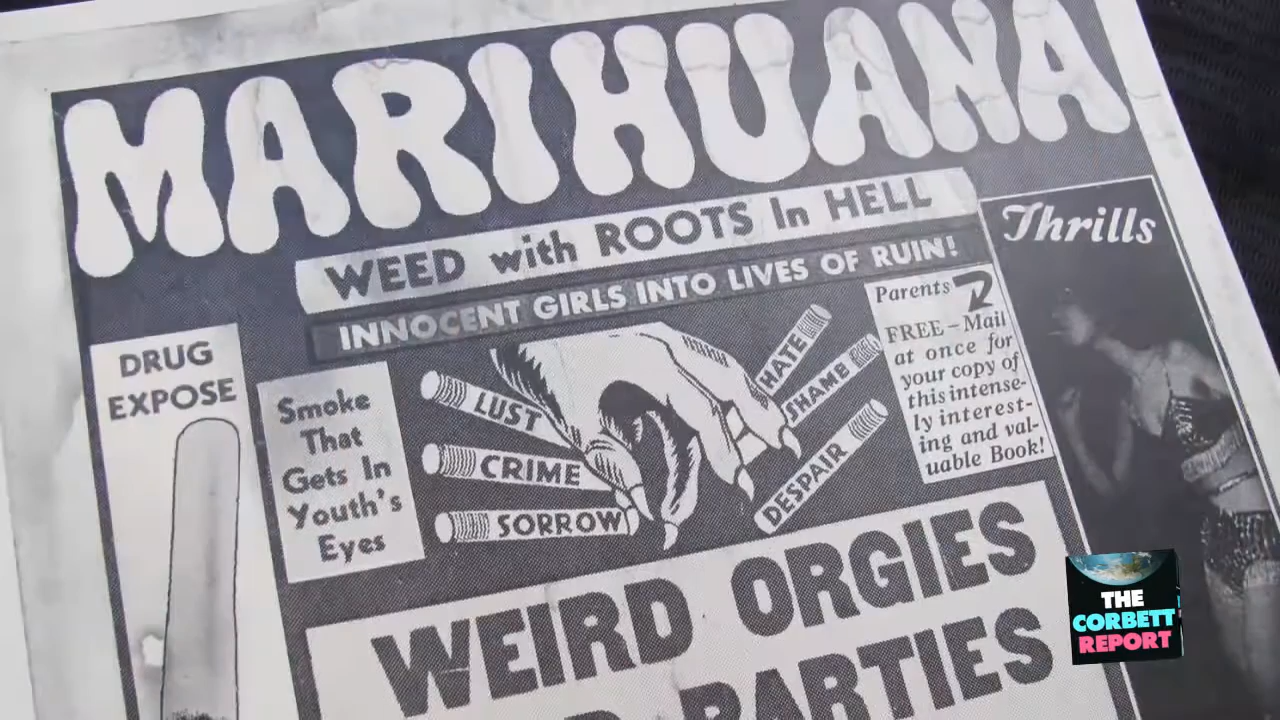 MARIHUANA
WEED with ROOTS In HELL
INNOCENT GIRLS INTO LIVES OF RUIN!
Thrills
DRUG
EXPOSE
Smoke
That
Gets In
Youth's
Eyes
LUST
CRIME
SORROW
HATE
SHAME
DESPAIR
Parents
FREE–Mail
at once for
your copy of
this intense-
ly interest-
ing and val-
uable Book!
WEIRD ORGIES
PARTIES
THE
CORBETT
REPORT